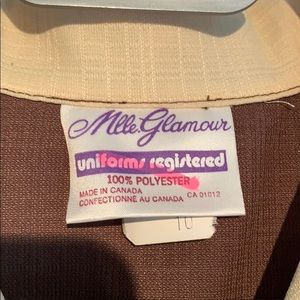 Mlle. Glamour
uniforms registered
100% POLYESTER
MADE IN CANADA
CONFECTIONNÉ AU CANADA CA 01012
10